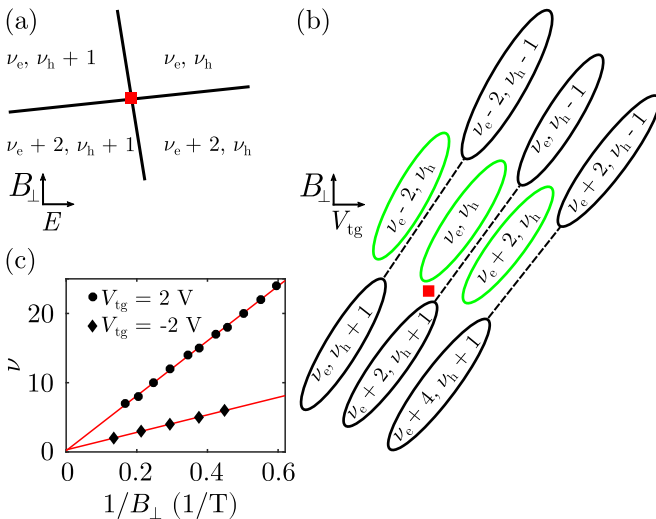 (a)
νe, νh + 1
νe, νh
νe + 2, νh + 1
νe + 2, νh
B⊥
E
(b)
νe - 2, νh - 1
νe, νh - 1
νe + 2, νh - 1
νe - 2, νh
νe, νh
νe + 2, νh
νe, νh + 1
νe + 2, νh + 1
νe + 4, νh + 1
B⊥
Vtg
(c)
Vtg = 2 V
Vtg = -2 V
20
10
0
ν
0 0.2 0.4 0.6
1/B⊥ (1/T)